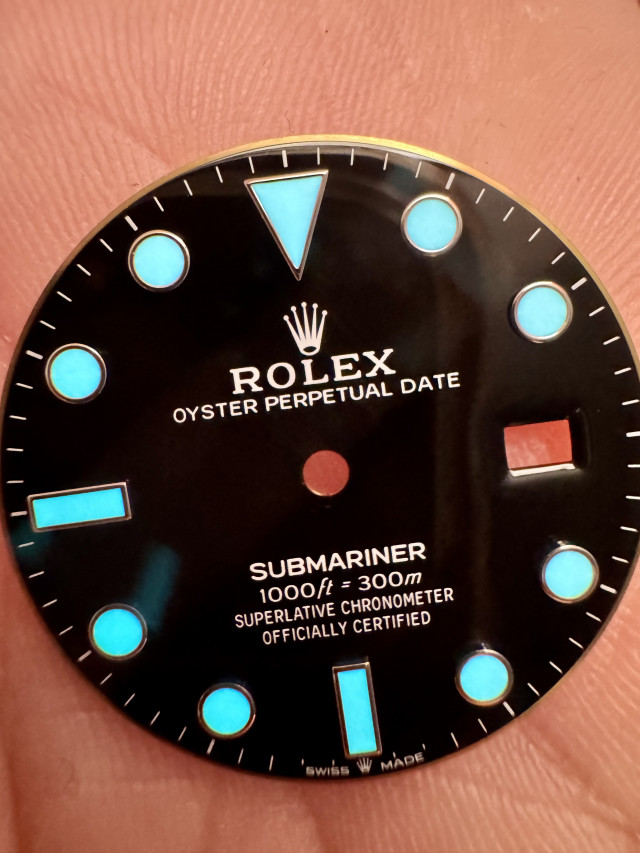 ROLEX
OYSTER PERPETUAL DATE
SUBMARINER
1000ft = 300m
SUPERLATIVE CHRONOMETER
OFFICIALLY CERTIFIED
SWISS MADE